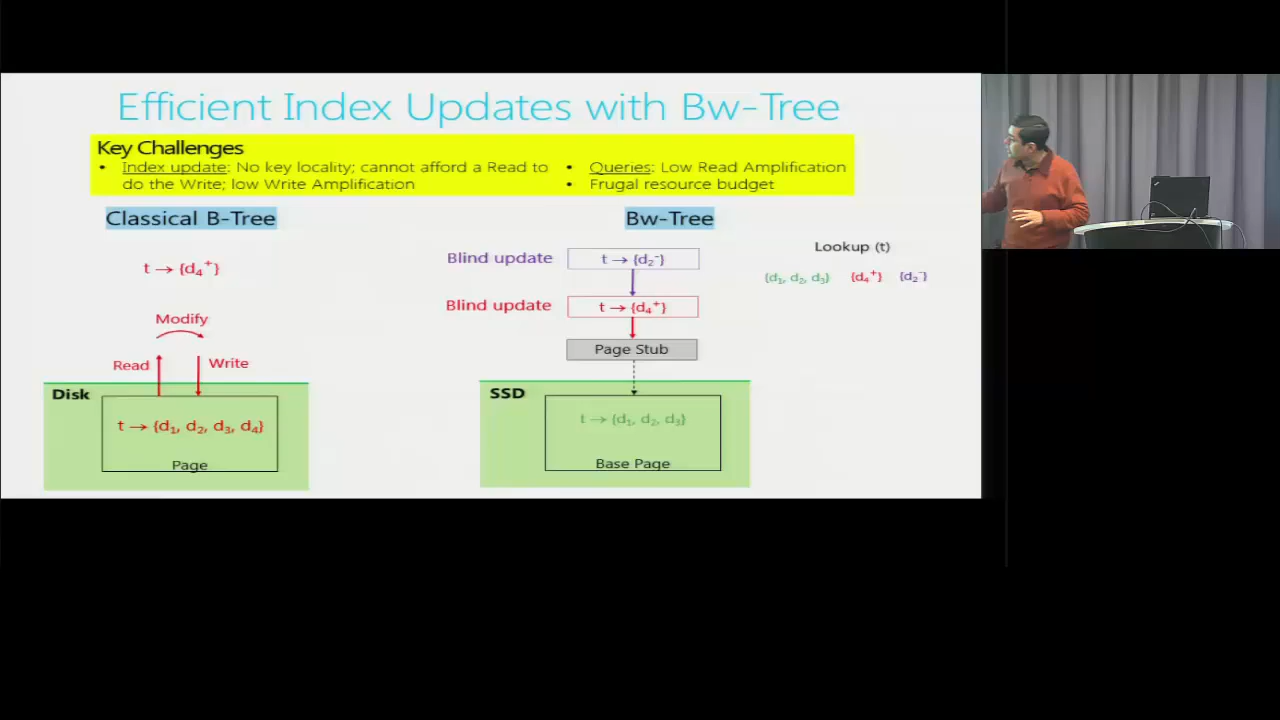 Efficient Index Updates with Bw-Tree
Key Challenges
• Index update: No key locality; cannot afford a Read to
do the Write; low Write Amplification
• Queries: Low Read Amplification
• Frugal resource budget
Classical B-Tree
t → {d₄⁺}
Modify
Read
Write
Disk
t → {d₁, d₂, d₃, d₄}
Page
Bw-Tree
Blind update
t → {d₂⁻}
Blind update
t → {d₄⁺}
Page Stub
SSD
t → {d₁, d₂, d₃}
Base Page
Lookup (t)
{d₁, d₂, d₃} {d₄⁺} {d₂⁻}